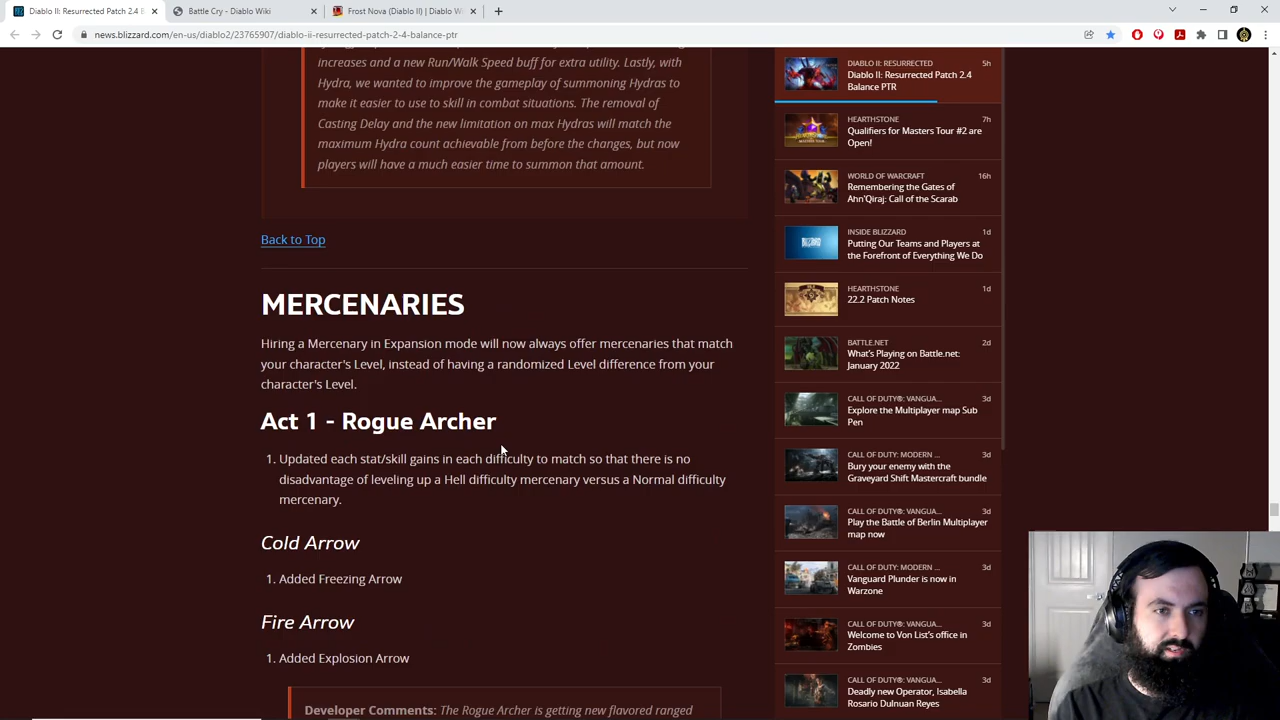 Diablo II: Resurrected Patch 2.4 B
Battle Cry - Diablo Wiki
Frost Nova (Diablo II) | Diablo W
news.blizzard.com/en-us/diablo2/23765907/diablo-ii-resurrected-patch-2-4-balance-ptr
increases and a new Run/Walk Speed buff for extra utility. Lastly, with
Hydra, we wanted to improve the gameplay of summoning Hydras to
make it easier to use to skill in combat situations. The removal of
Casting Delay and the new limitation on max Hydras will match the
maximum Hydra count achievable from before the changes, but now
players will have a much easier time to summon that amount.
Back to Top
MERCENARIES
Hiring a Mercenary in Expansion mode will now always offer mercenaries that match
your character's Level, instead of having a randomized Level difference from your
character's Level.
Act 1 - Rogue Archer
1. Updated each stat/skill gains in each difficulty to match so that there is no
disadvantage of leveling up a Hell difficulty mercenary versus a Normal difficulty
mercenary.
Cold Arrow
1. Added Freezing Arrow
Fire Arrow
1. Added Explosion Arrow
Developer Comments: The Rogue Archer is getting new flavored ranged
DIABLO II: RESURRECTED 5h
Diablo II: Resurrected Patch 2.4
Balance PTR
HEARTHSTONE 7h
Qualifiers for Masters Tour #2 are
Open!
WORLD OF WARCRAFT 16h
Remembering the Gates of
Ahn'Qiraj: Call of the Scarab
INSIDE BLIZZARD 1d
Putting Our Teams and Players at
the Forefront of Everything We Do
HEARTHSTONE 1d
22.2 Patch Notes
BATTLE.NET 2d
What's Playing on Battle.net:
January 2022
CALL OF DUTY®: VANGUA... 3d
Explore the Multiplayer map Sub
Pen
CALL OF DUTY: MODERN ... 3d
Bury your enemy with the
Graveyard Shift Mastercraft bundle
CALL OF DUTY®: VANGUA... 3d
Play the Battle of Berlin Multiplayer
map now
CALL OF DUTY: MODERN ... 3d
Vanguard Plunder is now in
Warzone
CALL OF DUTY®: VANGUA... 3d
Welcome to Von List's office in
Zombies
CALL OF DUTY®: VANGUA... 3d
Deadly new Operator, Isabella
Rosario Dulnuan Reyes